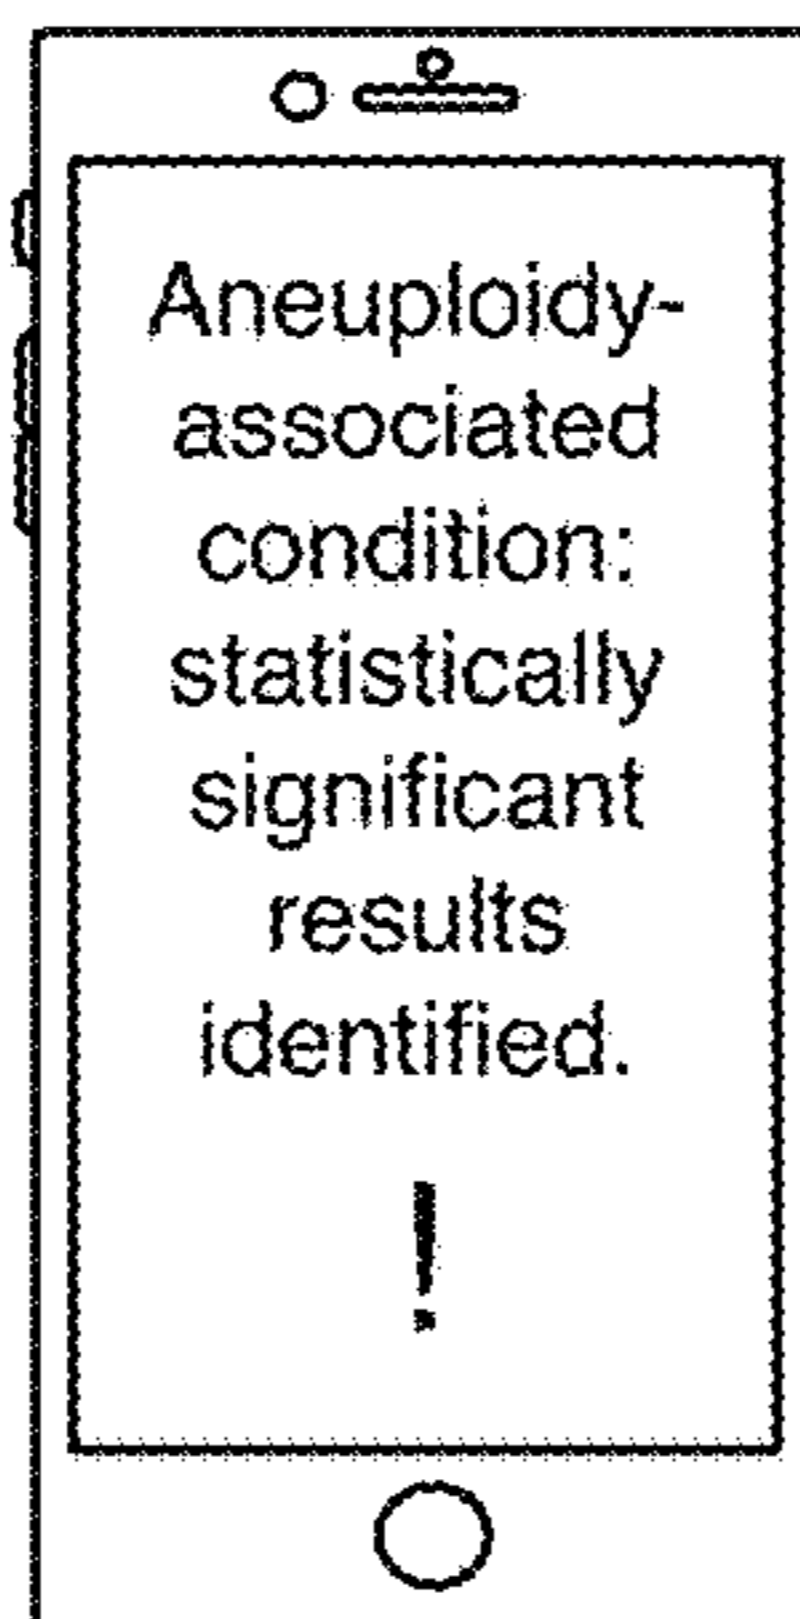 Aneuploidy-
associated
condition:
statistically
significant
results
identified.
!